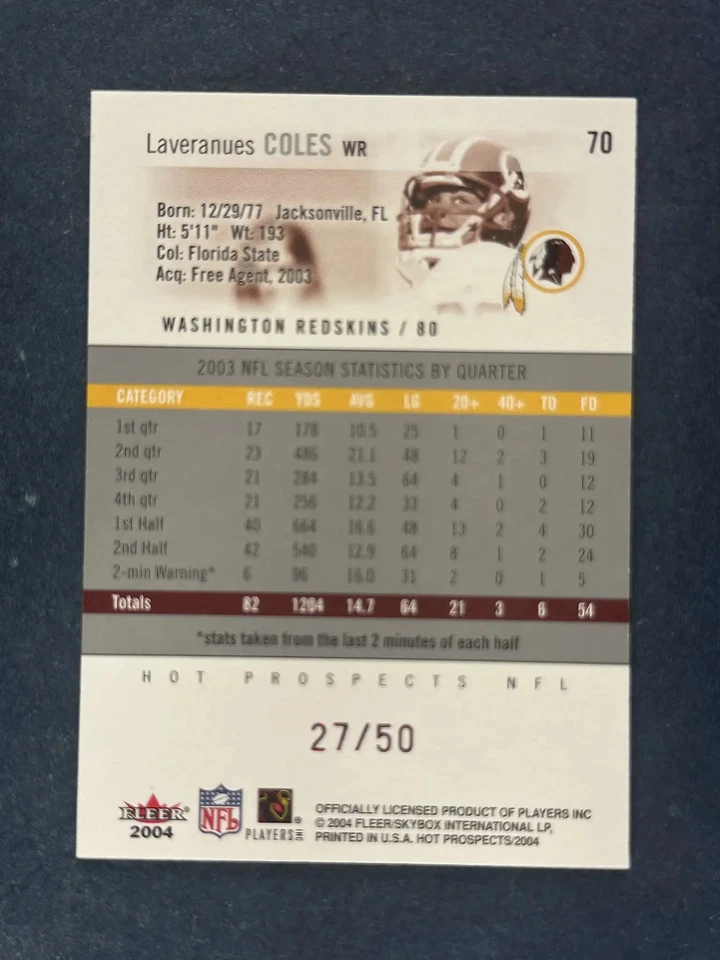 Laveranues COLES WR
70
Born: 12/29/77 Jacksonville, FL
Ht: 5'11" Wt: 193
Col: Florida State
Acq: Free Agent, 2003
WASHINGTON REDSKINS / 80
2003 NFL SEASON STATISTICS BY QUARTER
CATEGORY REC YDS AVG LG 20+ 40+ TD FD
1st qtr 17 178 10.5 25 1 0 1 11
2nd qtr 23 486 21.1 48 12 2 3 19
3rd qtr 21 284 13.5 64 4 1 0 12
4th qtr 21 256 12.2 33 4 0 2 12
1st Half 40 664 16.6 48 13 2 4 30
2nd Half 42 540 12.9 64 8 1 2 24
2-min Warning* 6 96 16.0 31 2 0 1 5
Totals 82 1204 14.7 64 21 3 6 54
*stats taken from the last 2 minutes of each half
HOT PROSPECTS NFL
27/50
FLEER
2004
NFL
PLAYERS INC
®
OFFICIALLY LICENSED PRODUCT OF PLAYERS INC
© 2004 FLEER/SKYBOX INTERNATIONAL LP,
PRINTED IN U.S.A. HOT PROSPECTS/2004